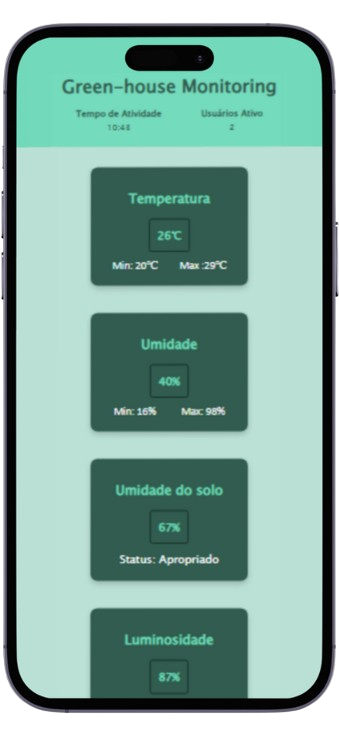 Green-house Monitoring
Tempo de Atividade Usuários Ativo
10:48 2
Temperatura
26℃
Min: 20℃ Max :29℃
Umidade
40%
Min: 16% Max: 98%
Umidade do solo
67%
Status: Apropriado
Luminosidade
87%